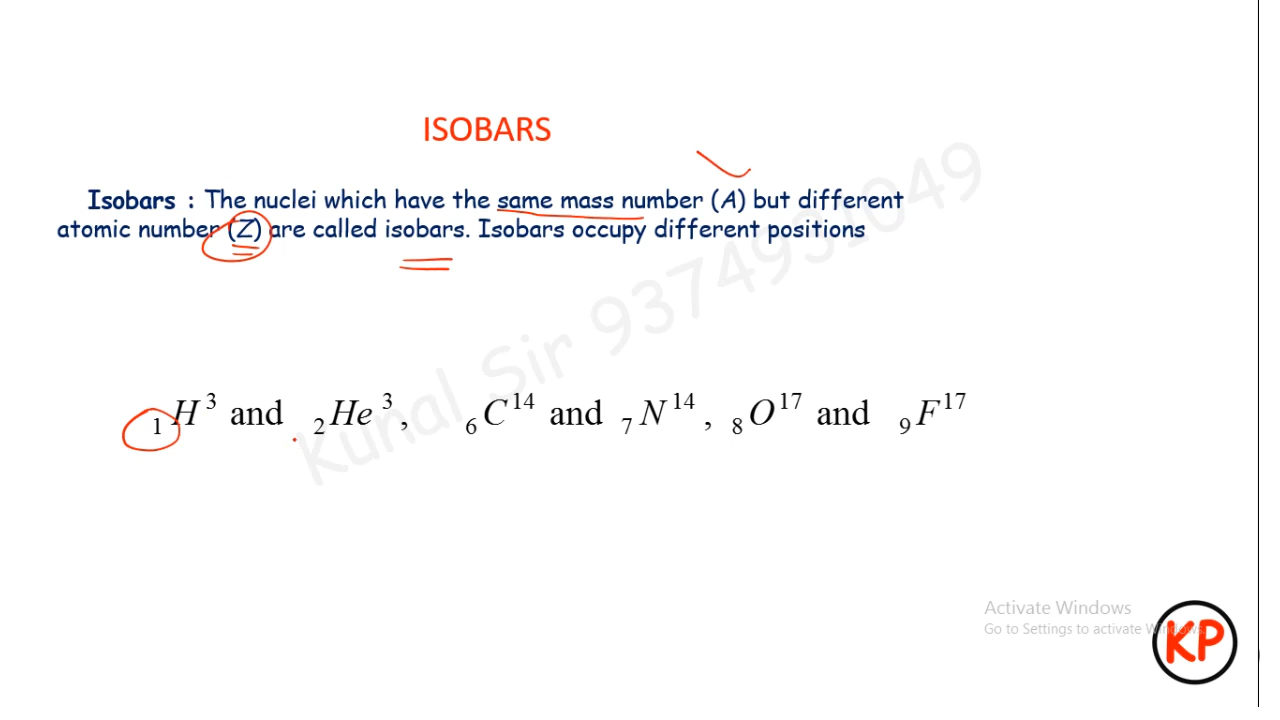 ISOBARS
Isobars : The nuclei which have the same mass number (A) but different
atomic number (Z) are called isobars. Isobars occupy different positions
₁H³ and ₂He³, ₆C¹⁴ and ₇N¹⁴, ₈O¹⁷ and ₉F¹⁷
Kunal Sir 9374931049
Activate Windows
Go to Settings to activate Windows.
KP